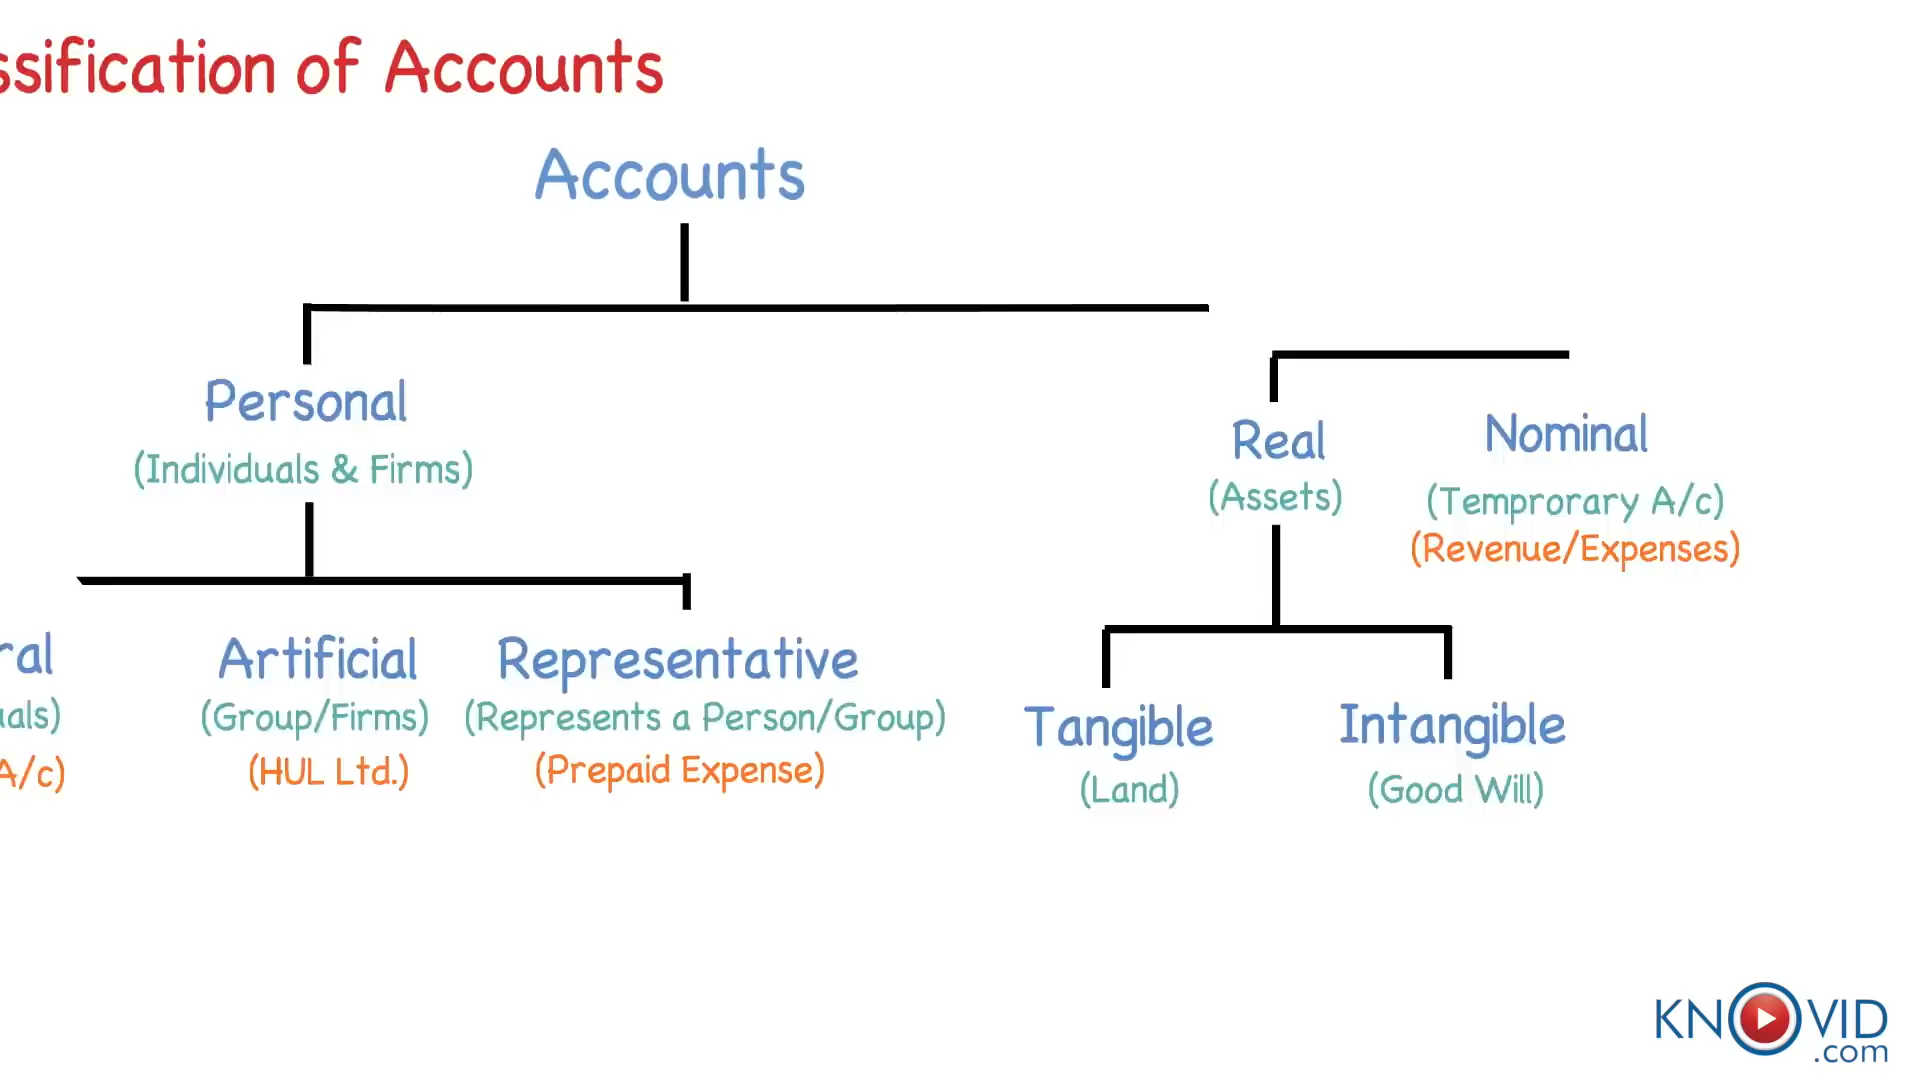 ssification of Accounts
Accounts
Personal
(Individuals & Firms)
Real
(Assets)
Nominal
(Temprorary A/c)
(Revenue/Expenses)
ral
uals)
A/c)
Artificial
(Group/Firms)
(HUL Ltd.)
Representative
(Represents a Person/Group)
(Prepaid Expense)
Tangible
(Land)
Intangible
(Good Will)
KNOVID
.com